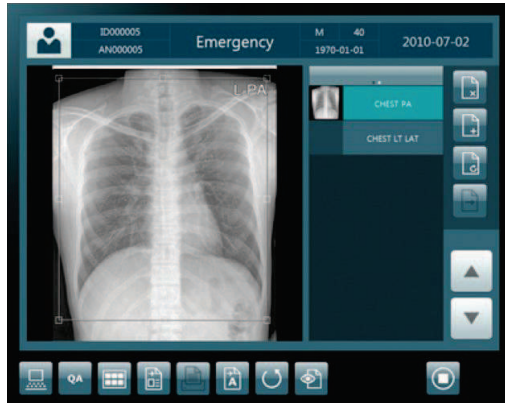 ID000005
AN000005
Emergency
M 40
1970-01-01
2010-07-02
L PA
CHEST PA
CHEST LT LAT
QA
A